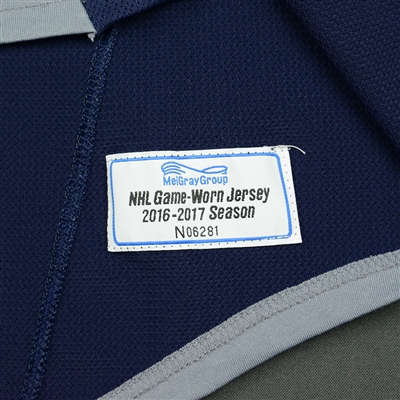 MeiGrayGroup
NHL Game-Worn Jersey
2016-2017 Season
N06281